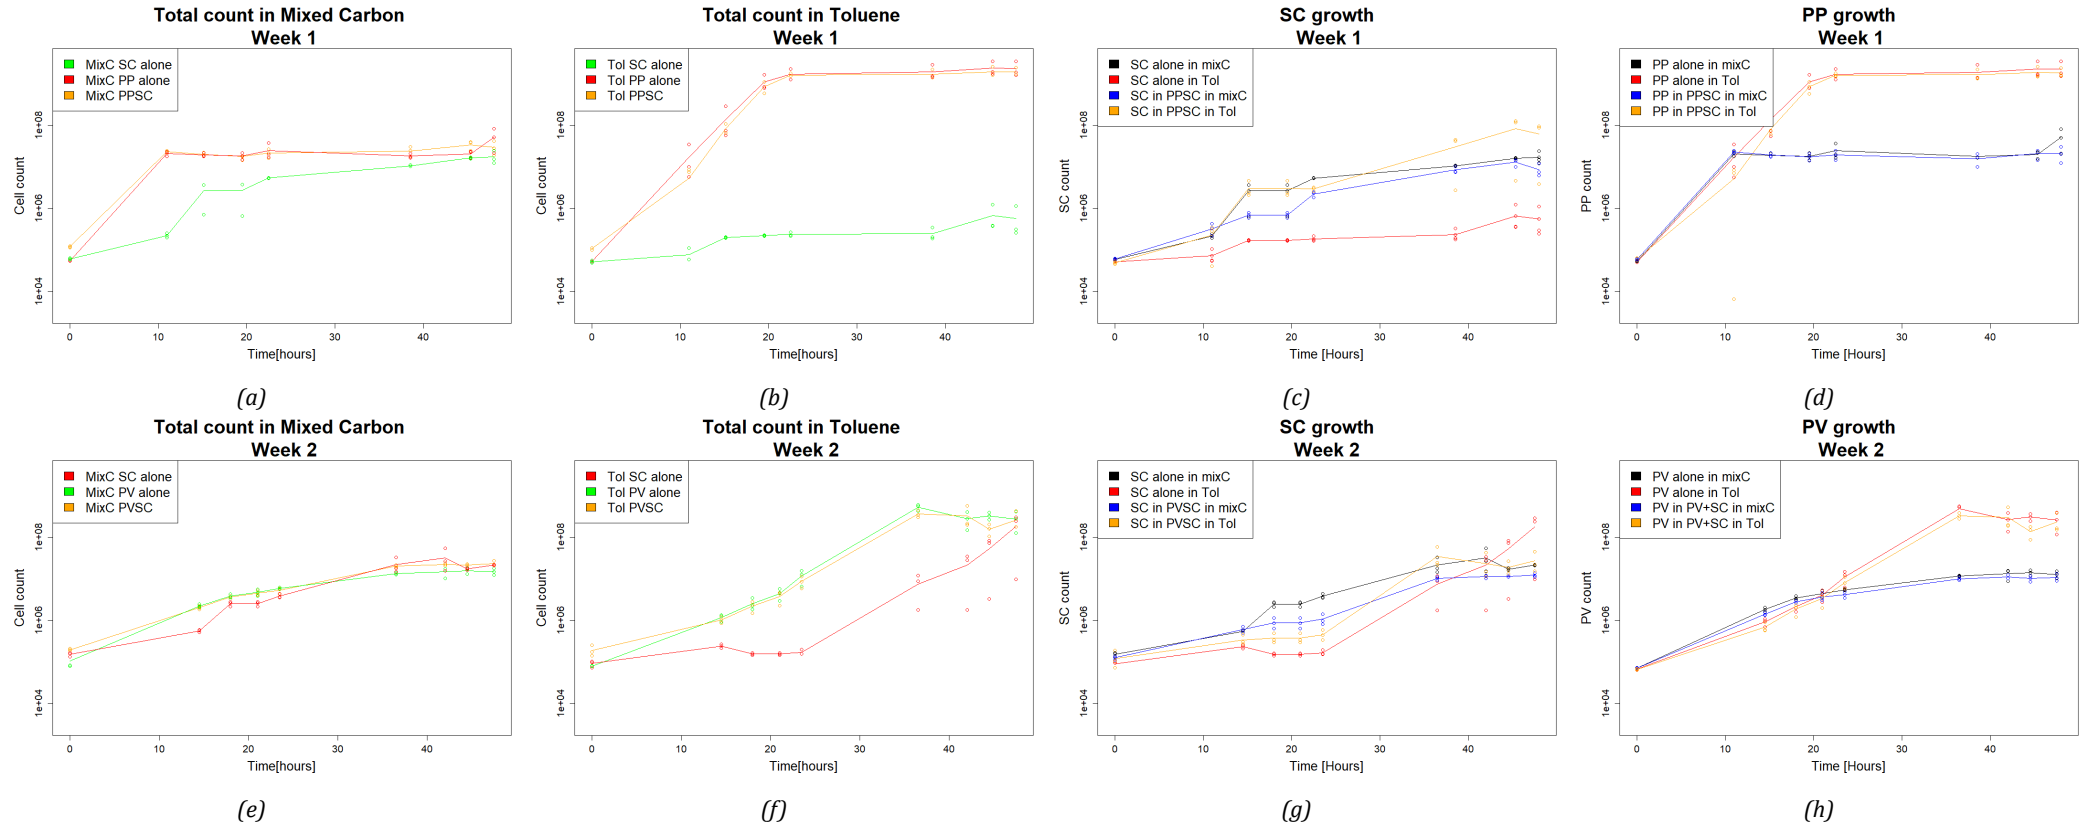 Total count in Mixed Carbon
Week 1
MixC SC alone
MixC PP alone
MixC PPSC
Cell count
1e+08
1e+06
1e+04
0
10
20
30
40
Time[hours]
(a)
Total count in Toluene
Week 1
Tol SC alone
Tol PP alone
Tol PPSC
Cell count
1e+08
1e+06
1e+04
0
10
20
30
40
Time[hours]
(b)
SC growth
Week 1
SC alone in mixC
SC alone in Tol
SC in PPSC in mixC
SC in PPSC in Tol
SC count
1e+08
1e+06
1e+04
0
10
20
30
40
Time [Hours]
(c)
PP growth
Week 1
PP alone in mixC
PP alone in Tol
PP in PPSC in mixC
PP in PPSC in Tol
PP count
1e+08
1e+06
1e+04
0
10
20
30
40
Time [Hours]
(d)
Total count in Mixed Carbon
Week 2
MixC SC alone
MixC PV alone
MixC PVSC
Cell count
1e+08
1e+06
1e+04
0
10
20
30
40
Time[hours]
(e)
Total count in Toluene
Week 2
Tol SC alone
Tol PV alone
Tol PVSC
Cell count
1e+08
1e+06
1e+04
0
10
20
30
40
Time[hours]
(f)
SC growth
Week 2
SC alone in mixC
SC alone in Tol
SC in PVSC in mixC
SC in PVSC in Tol
SC count
1e+08
1e+06
1e+04
0
10
20
30
40
Time [Hours]
(g)
PV growth
Week 2
PV alone in mixC
PV alone in Tol
PV in PV+SC in mixC
PV in PV+SC in Tol
PV count
1e+08
1e+06
1e+04
0
10
20
30
40
Time [Hours]
(h)